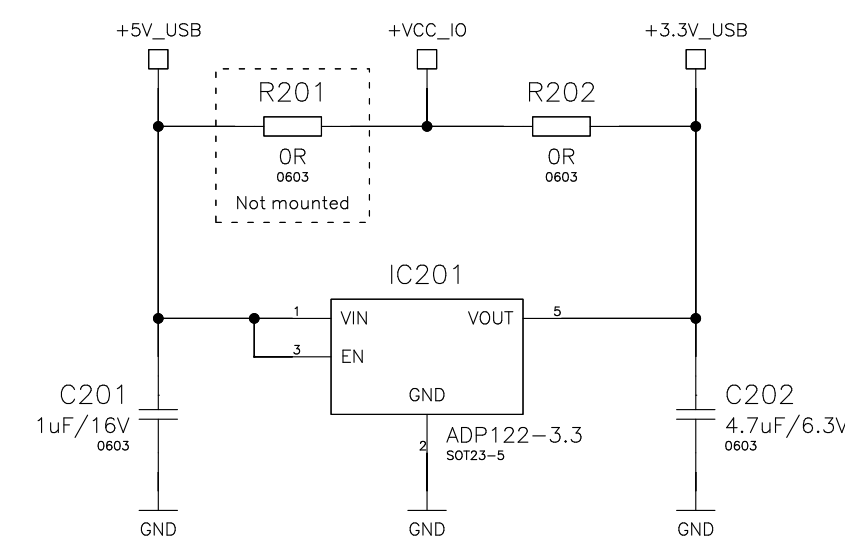 +5V_USB
+VCC_IO
+3.3V_USB
R201
R202
0R
0R
0603
0603
Not mounted
IC201
1
VIN
VOUT
5
3
EN
GND
C201
1uF/16V
0603
2
ADP122-3.3
SOT23-5
C202
4.7uF/6.3V
0603
GND
GND
GND